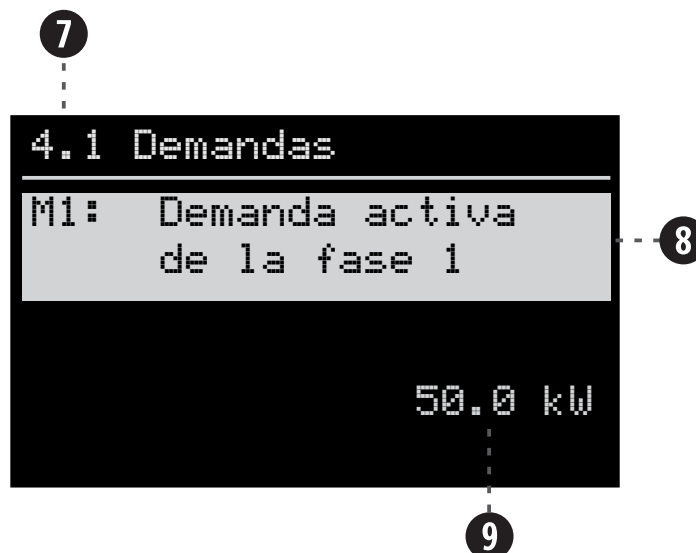 7
4.1 Demandas
M1: Demanda activa
de la fase 1
8
50.0 kW
9